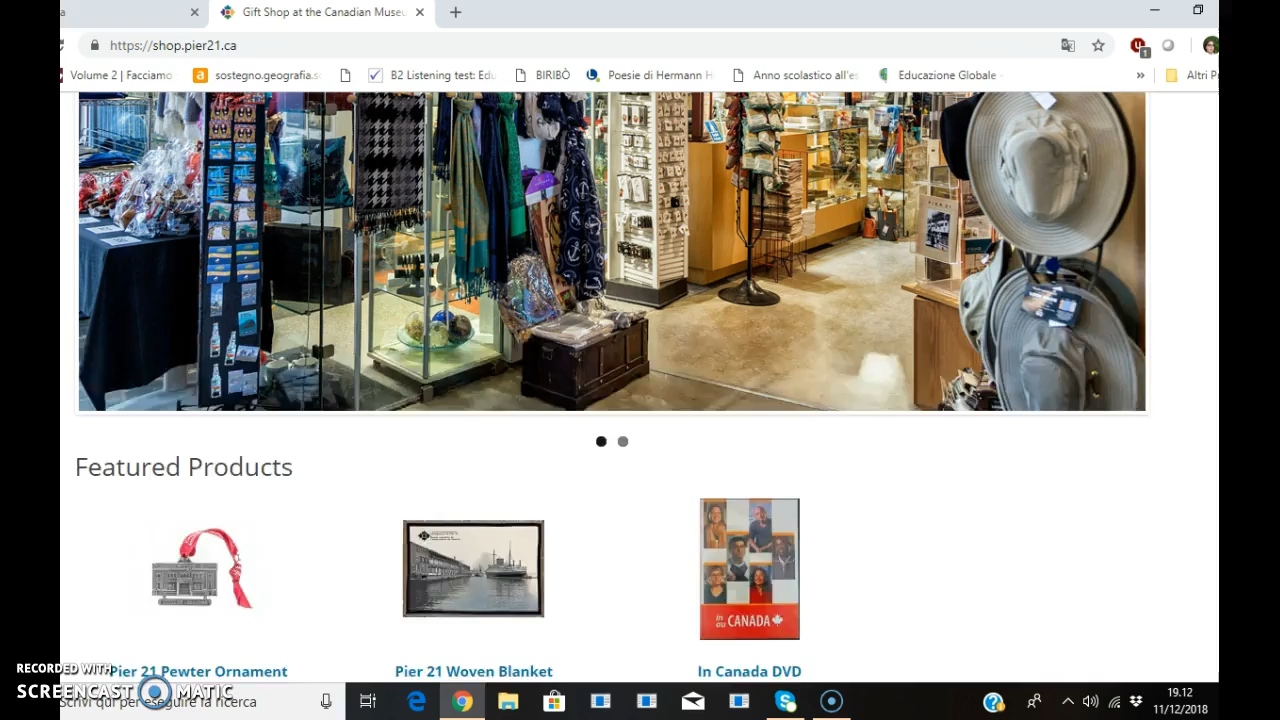 a
Gift Shop at the Canadian Museu
https://shop.pier21.ca
1
Volume 2 | Facciamo
sostegno.geografia.s
B2 Listening test: Edu
BIRIBÒ
Poesie di Hermann H
Anno scolastico all'es
Educazione Globale -
»
Altri P
Featured Products
in
au CANADA
Pier 21 Pewter Ornament
Pier 21 Woven Blanket
In Canada DVD
RECORDED WITH
SCREENCAST MATIC
Scrivi qui per eseguire la ricerca
19.12
11/12/2018